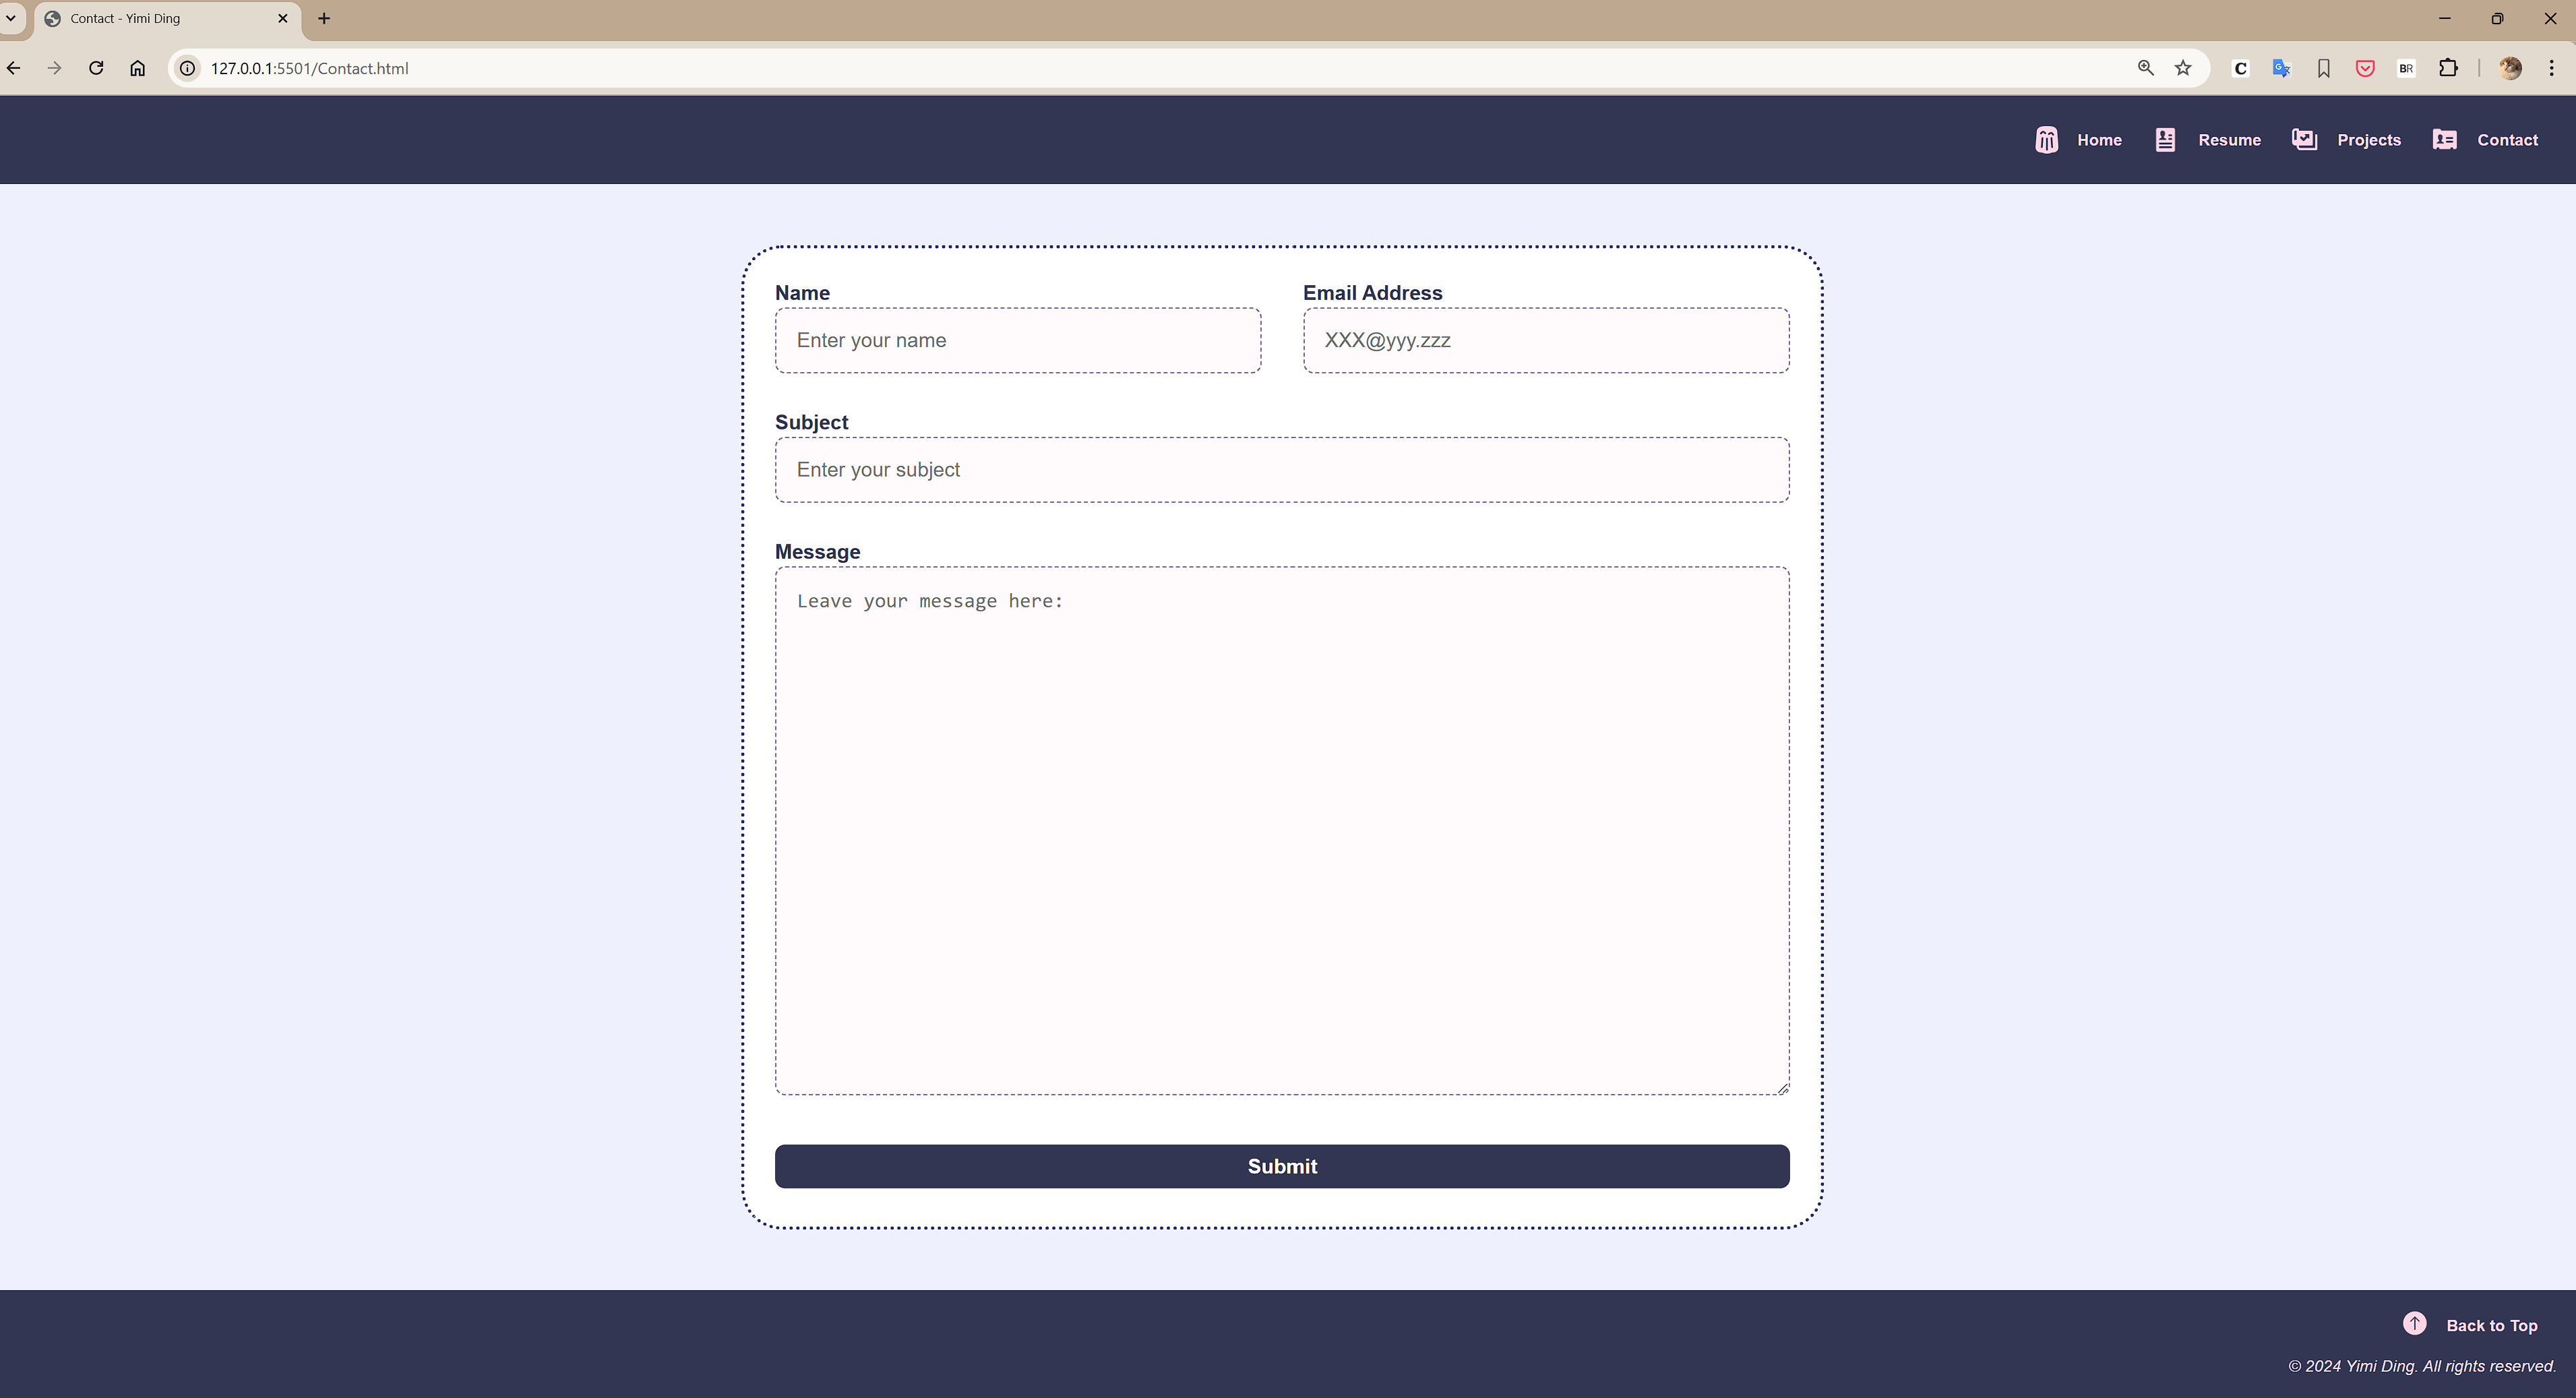 Contact - Yimi Ding
127.0.0.1:5501/Contact.html
C
G
BR
Home Resume Projects Contact
Name Email Address
Enter your name XXX@yyy.zzz
Subject
Enter your subject
Message
Leave your message here:
Submit
Back to Top
© 2024 Yimi Ding. All rights reserved.